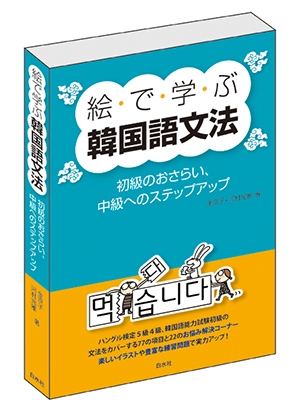 絵・で・学・ぶ
韓国語文法
初級のおさらい、
中級へのステップアップ
먹 습니다
ハングル検定5級4級、韓国語能力試験初級の
文法をカバーする77の項目と22のお悩み解決コーナー
楽しいイラストや豊富な練習問題で実力アップ!
白水社
絵・で・学・ぶ
韓国語文法
初級のおさらい、
中級へのステップアップ
著
白水社